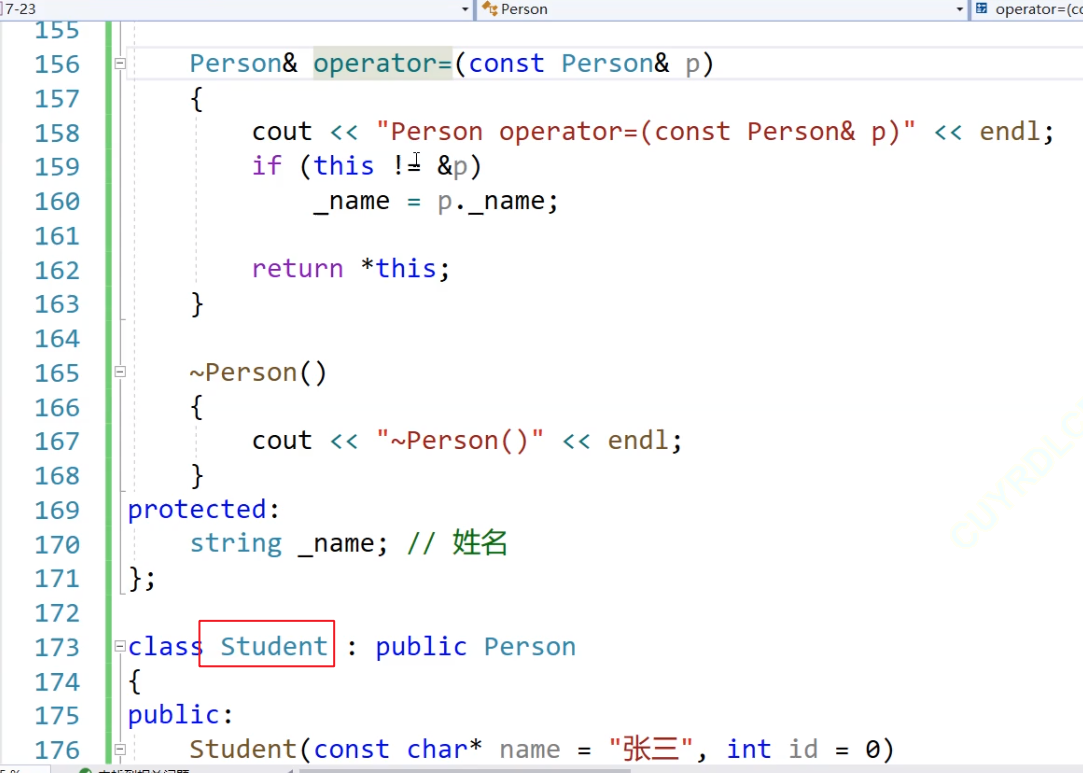 7-23 Person operator=(co
155
156 Person& operator=(const Person& p)
157 {
158 cout << "Person operator=(const Person& p)" << endl;
159 if (this != &p)
160 _name = p._name;
161
162 return *this;
163 }
164
165 ~Person()
166 {
167 cout << "~Person()" << endl;
168 }
169 protected:
170 string _name; // 姓名
171 };
172
173 class Student : public Person
174 {
175 public:
176 Student(const char* name = "张三", int id = 0)